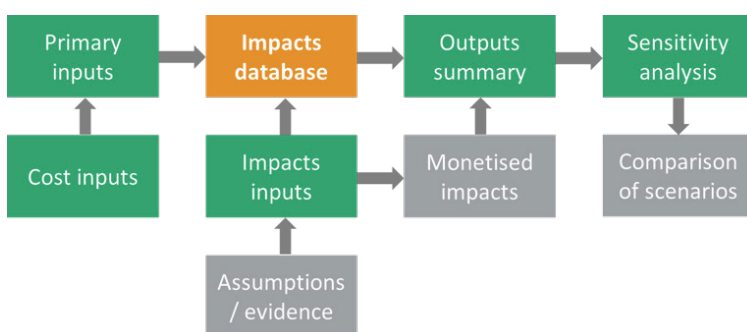 Primary
inputs
Impacts
database
Outputs
summary
Sensitivity
analysis
Cost inputs
Impacts
inputs
Monetised
impacts
Comparison
of scenarios
Assumptions
/ evidence